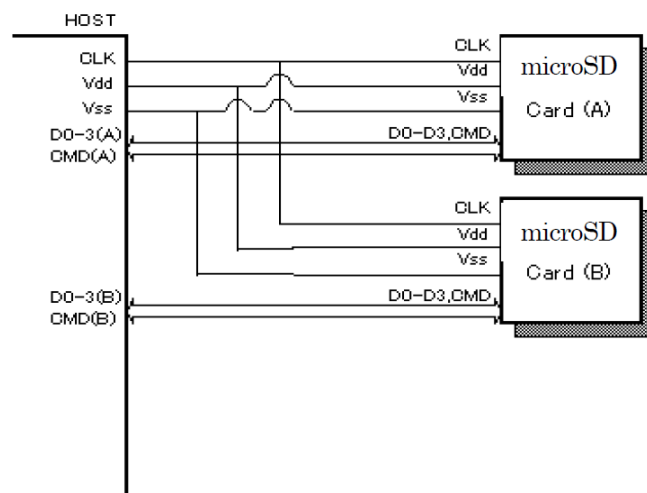 HOST
CLK
Vdd
Vss
D0-3(A)
CMD(A)
CLK
Vdd
Vss
D0-D3,CMD
microSD
Card (A)
CLK
Vdd
Vss
microSD
Card (B)
D0-3(B)
CMD(B)
D0-D3,CMD